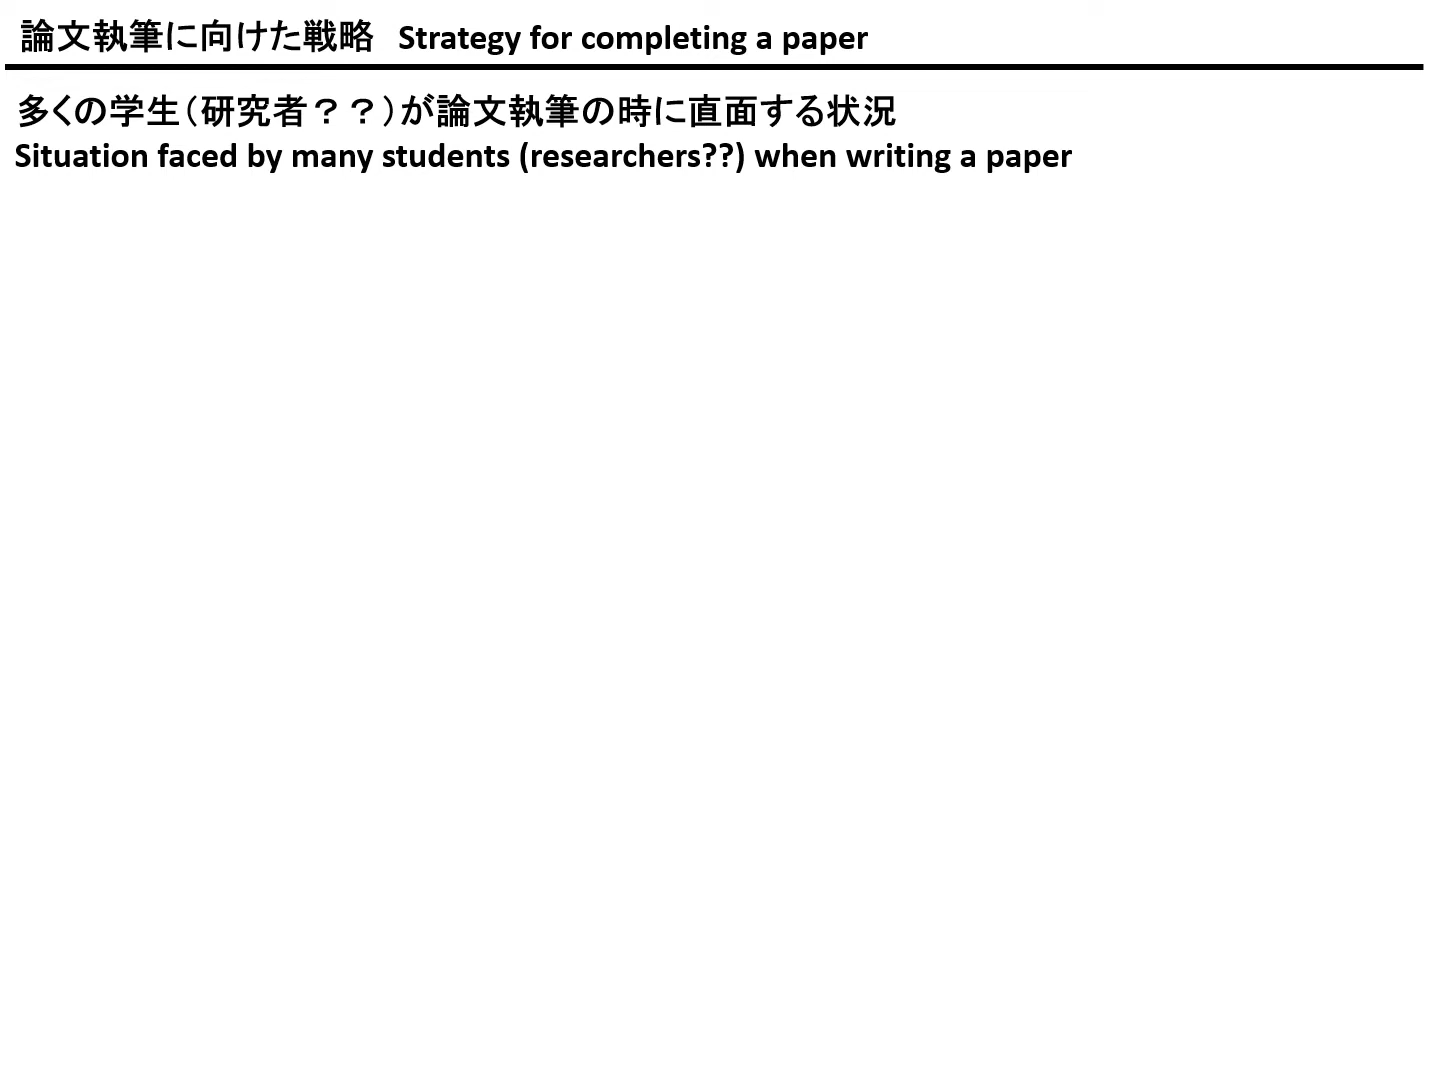 論文執筆に向けた戦略　Strategy for completing a paper
多くの学生（研究者？？）が論文執筆の時に直面する状況
Situation faced by many students (researchers??) when writing a paper